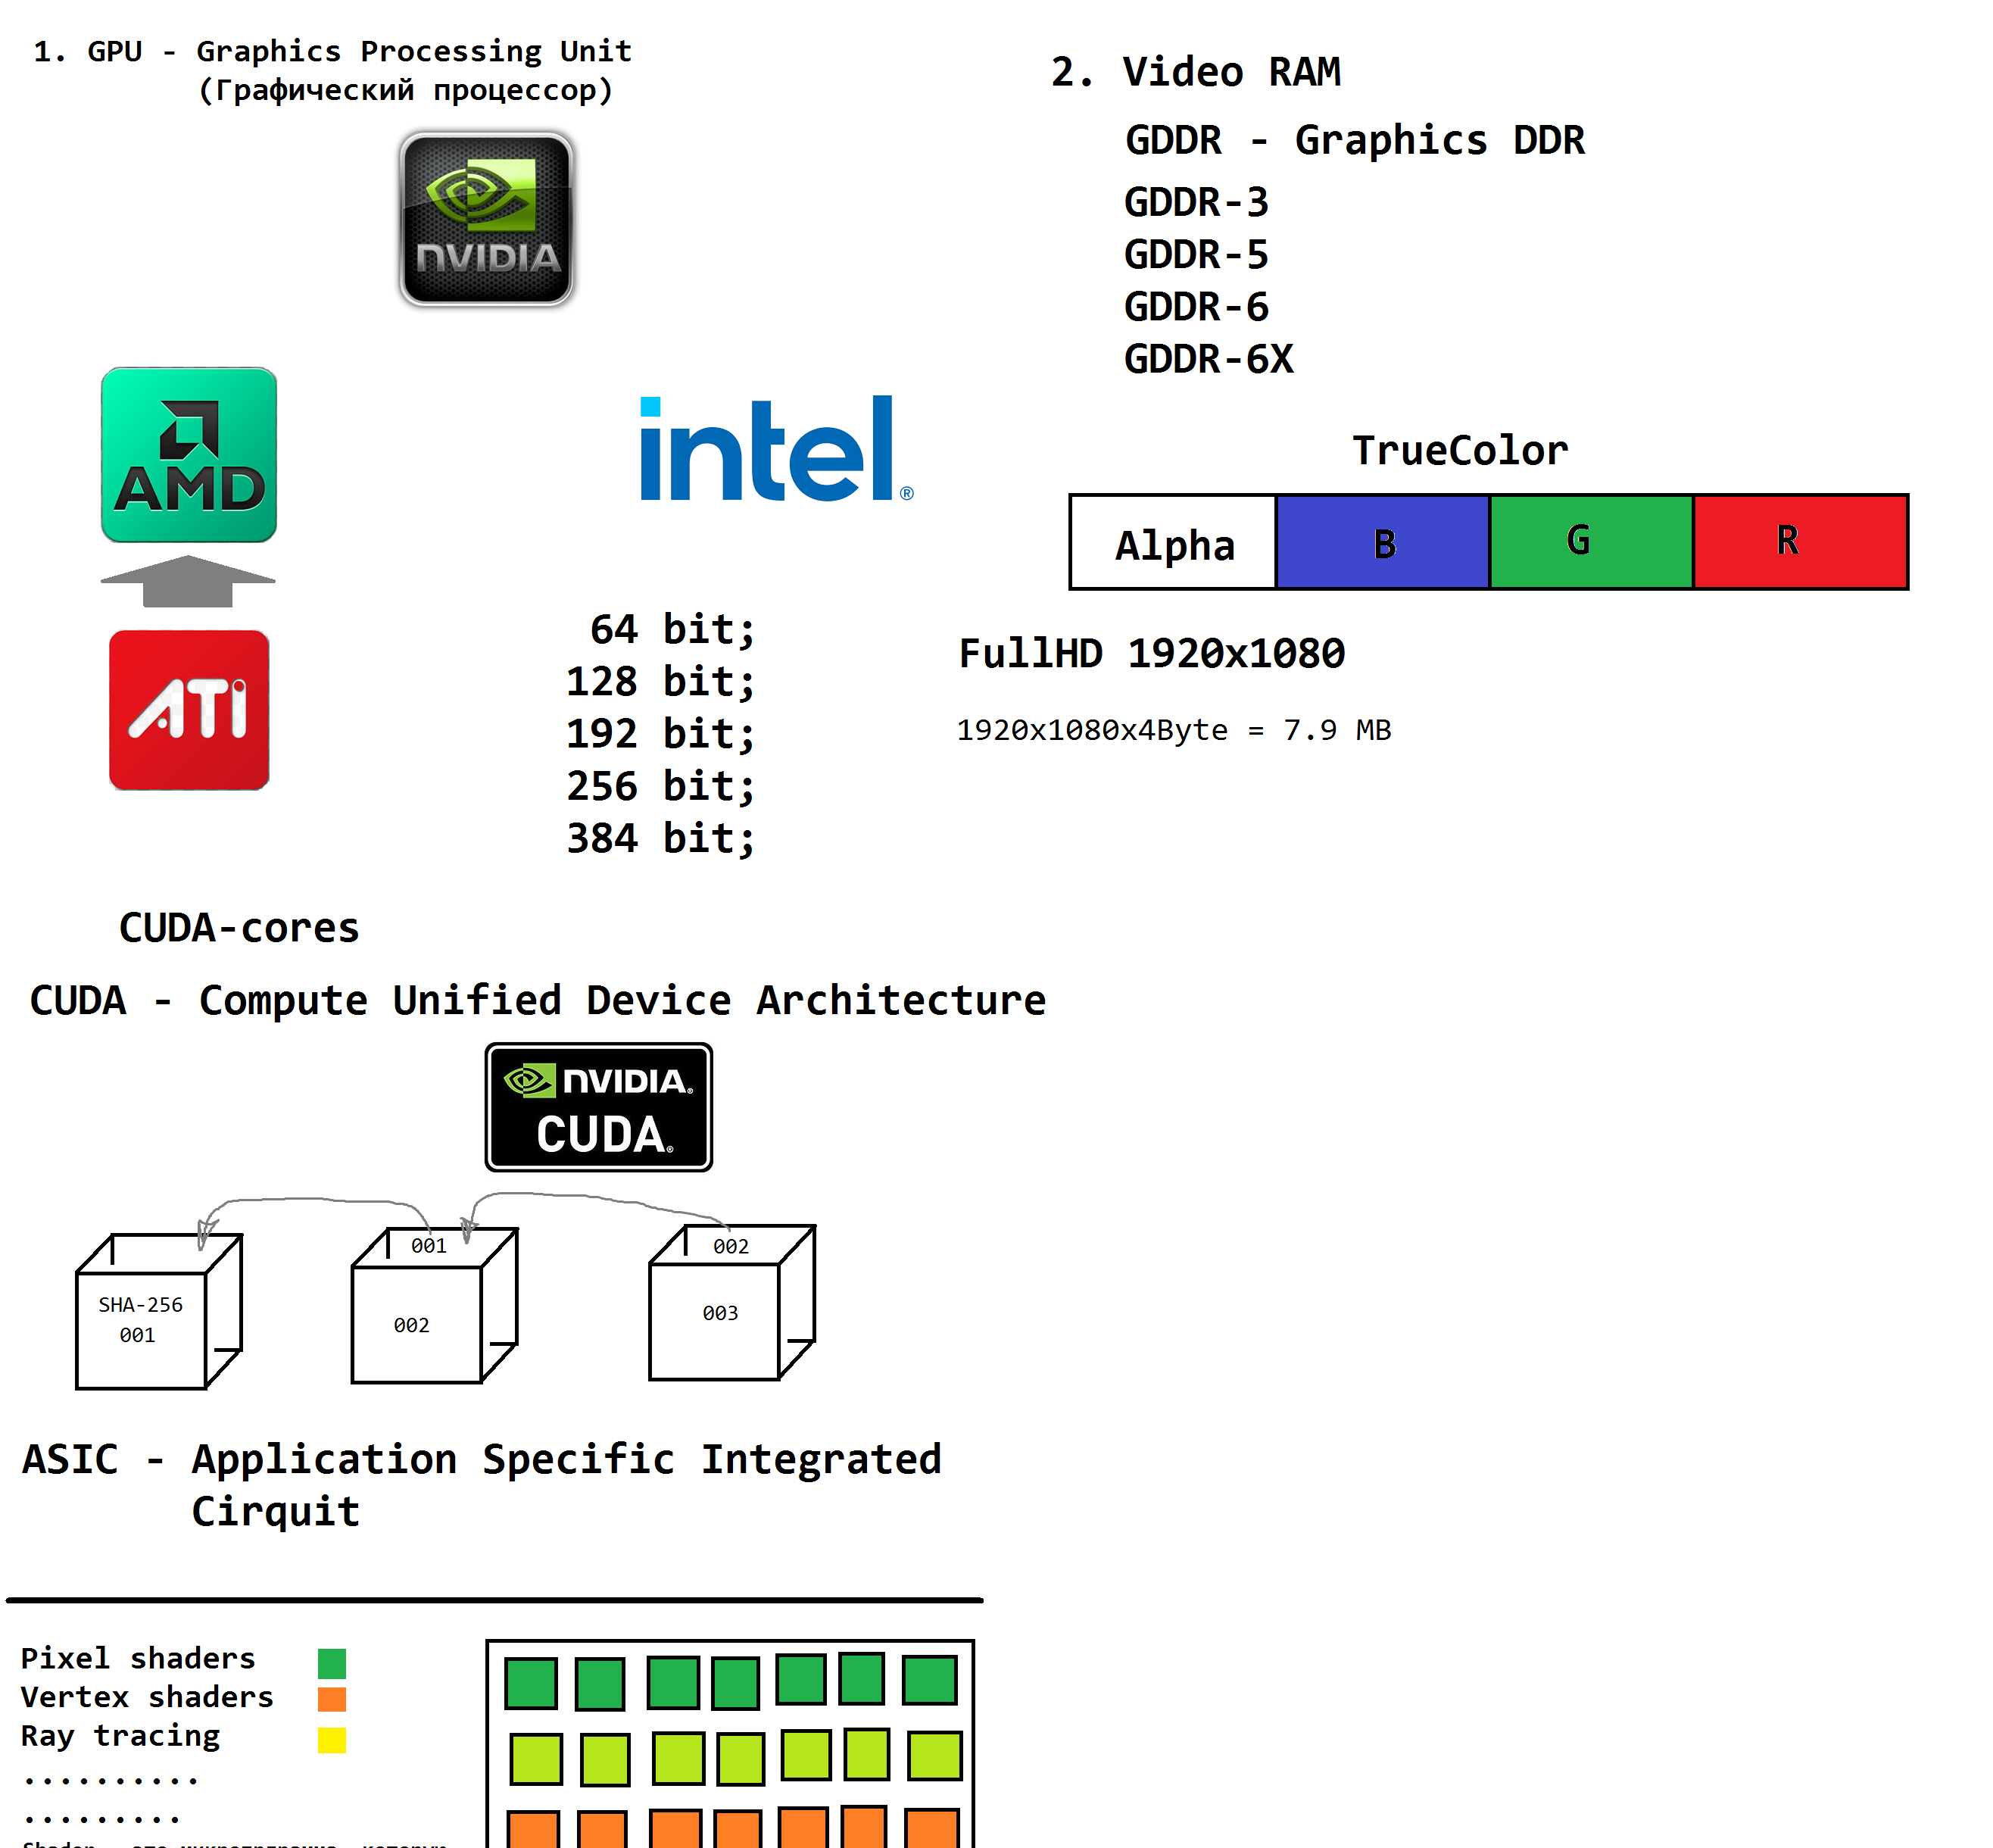 1. GPU - Graphics Processing Unit
(Графический процессор)
NVIDIA
AMD
intel®
ATI
64 bit;
128 bit;
192 bit;
256 bit;
384 bit;
CUDA-cores
CUDA - Compute Unified Device Architecture
NVIDIA®
CUDA®
001
002
SHA-256
001
002
003
ASIC - Application Specific Integrated
Cirquit
Pixel shaders
Vertex shaders
Ray tracing
..........
.........
2. Video RAM
GDDR - Graphics DDR
GDDR-3
GDDR-5
GDDR-6
GDDR-6X
TrueColor
Alpha B G R
FullHD 1920x1080
1920x1080x4Byte = 7.9 MB